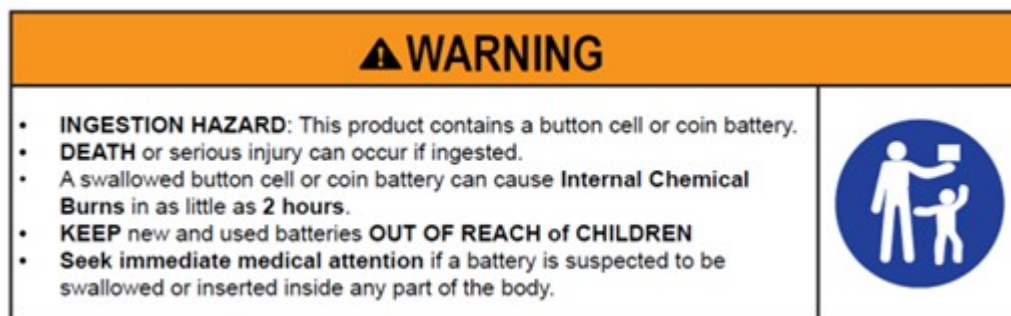 WARNING
• INGESTION HAZARD: This product contains a button cell or coin battery.
• DEATH or serious injury can occur if ingested.
• A swallowed button cell or coin battery can cause Internal Chemical
Burns in as little as 2 hours.
• KEEP new and used batteries OUT OF REACH of CHILDREN
• Seek immediate medical attention if a battery is suspected to be
swallowed or inserted inside any part of the body.